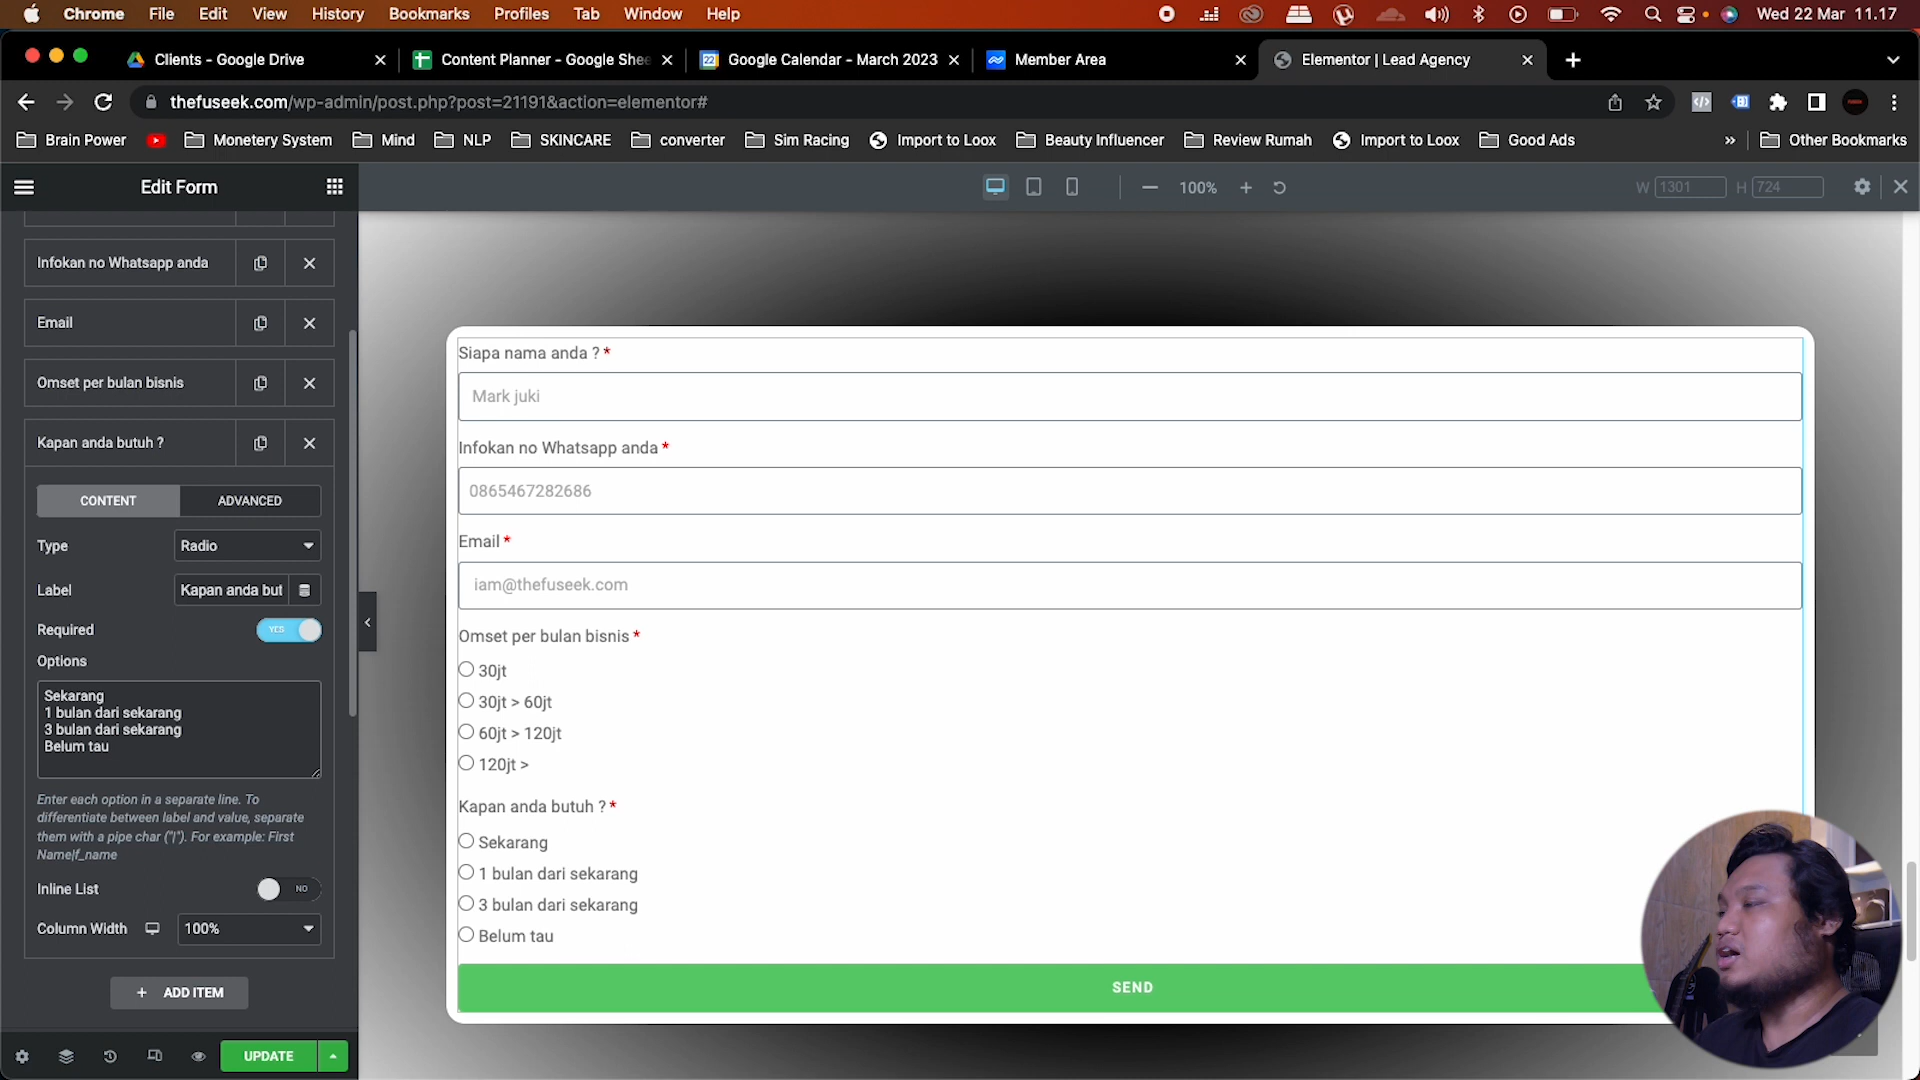 Chrome File Edit View History Bookmarks Profiles Tab Window Help Wed 22 Mar 11.17
Clients - Google Drive Content Planner - Google Shee Google Calendar - March 2023 Member Area Elementor | Lead Agency
thefuseek.com/wp-admin/post.php?post=21191&action=elementor#
Brain Power Monetery System Mind NLP SKINCARE converter Sim Racing Import to Loox Beauty Influencer Review Rumah Import to Loox Good Ads » Other Bookmarks
Edit Form 100% W 1301 H 724
Infokan no Whatsapp anda
Email
Omset per bulan bisnis
Kapan anda butuh ?
CONTENT ADVANCED
Type Radio
Label Kapan anda but
Required YES
Options
Sekarang
1 bulan dari sekarang
3 bulan dari sekarang
Belum tau
Enter each option in a separate line. To
differentiate between label and value, separate
them with a pipe char ("|"). For example: First
Name|f_name
Inline List NO
Column Width 100%
+ ADD ITEM
UPDATE
Siapa nama anda ? *
Mark juki
Infokan no Whatsapp anda *
0865467282686
Email *
iam@thefuseek.com
Omset per bulan bisnis *
30jt
30jt > 60jt
60jt > 120jt
120jt >
Kapan anda butuh ? *
Sekarang
1 bulan dari sekarang
3 bulan dari sekarang
Belum tau
SEND